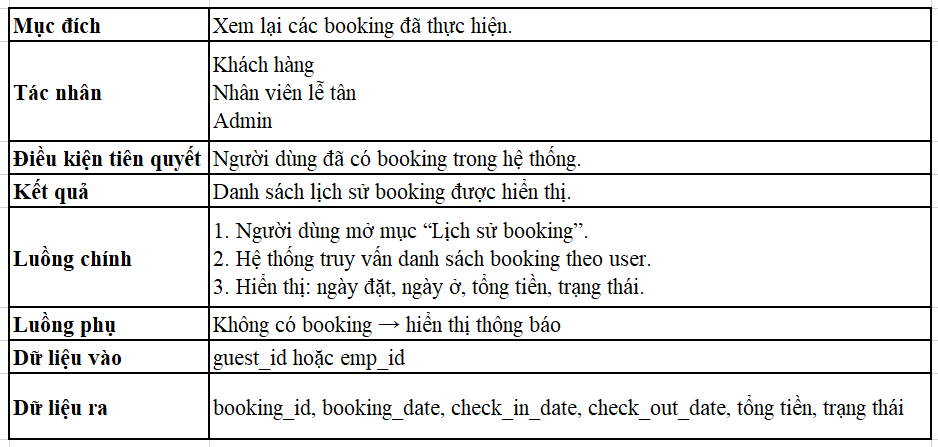 Mục đích Xem lại các booking đã thực hiện.
Khách hàng
Tác nhân Nhân viên lễ tân
Admin
Điều kiện tiên quyết Người dùng đã có booking trong hệ thống.
Kết quả Danh sách lịch sử booking được hiển thị.
1. Người dùng mở mục “Lịch sử booking”.
Luồng chính 2. Hệ thống truy vấn danh sách booking theo user.
3. Hiển thị: ngày đặt, ngày ở, tổng tiền, trạng thái.
Luồng phụ Không có booking → hiển thị thông báo
Dữ liệu vào guest_id hoặc emp_id
Dữ liệu ra booking_id, booking_date, check_in_date, check_out_date, tổng tiền, trạng thái